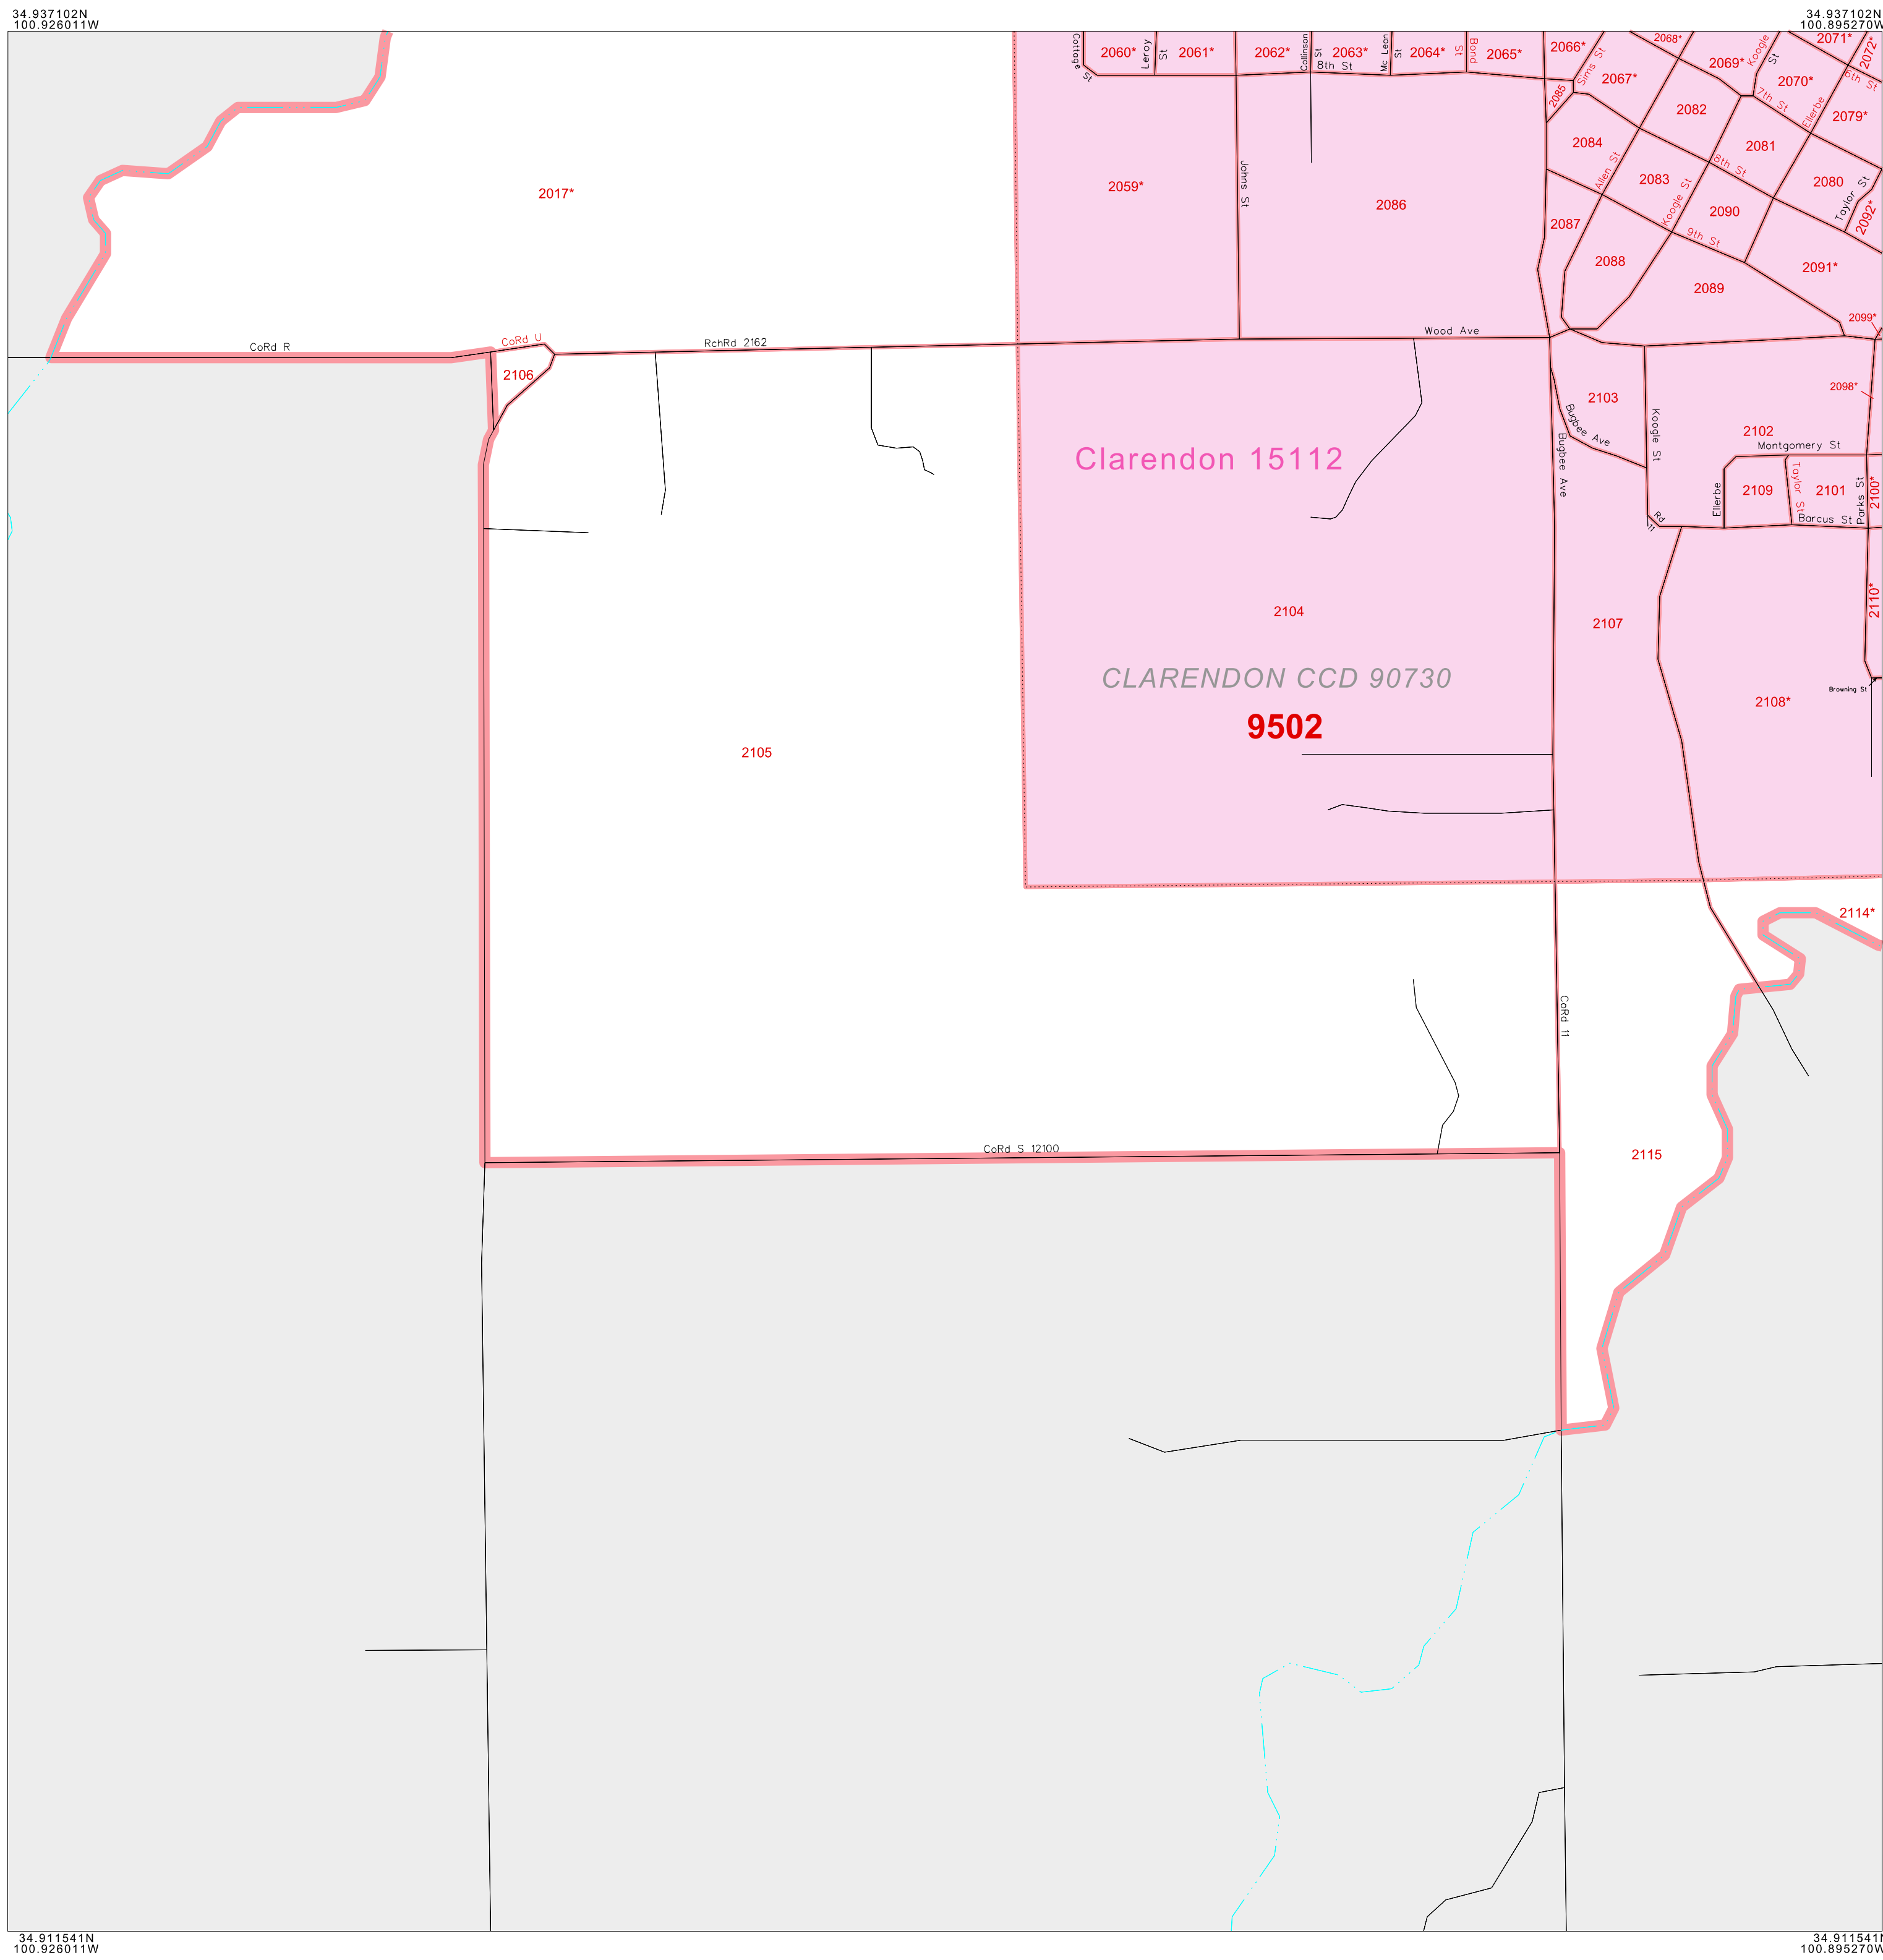 34.937102N
100.926011W
34.937102N
100.895270W
Cottage St
2060*
Leroy St
2061*
2062*
Collinson St
2063*
8th St
Mc Lean St
2064*
Bond St
2065*
2066*
Sims St
2067*
2068*
2069*
Koogle St
2071*
2072*
6th St
2070*
7th St
Ellerbe
2079*
2085
2082
2084
2081
Allen St
2083
8th St
2080
Taylor St
2092*
Koogle St
2090
9th St
2087
2088
2091*
2089
2099*
2017*
2059*
Johns St
2086
Wood Ave
CoRd R
CoRd U
RchRd 2162
2106
2103
2098*
Bugbee Ave
Koogle St
2102
Montgomery St
Clarendon 15112
Bugbee Ave
Ellerbe
2109
Taylor St
2101
Parks St
2100*
Rd 11
Barcus St
2104
2107
2110*
CLARENDON CCD 90730
Browning St
9502
2108*
2105
2114*
CoRd 11
CoRd S 12100
2115
34.911541N
100.926011W
34.911541N
100.895270W